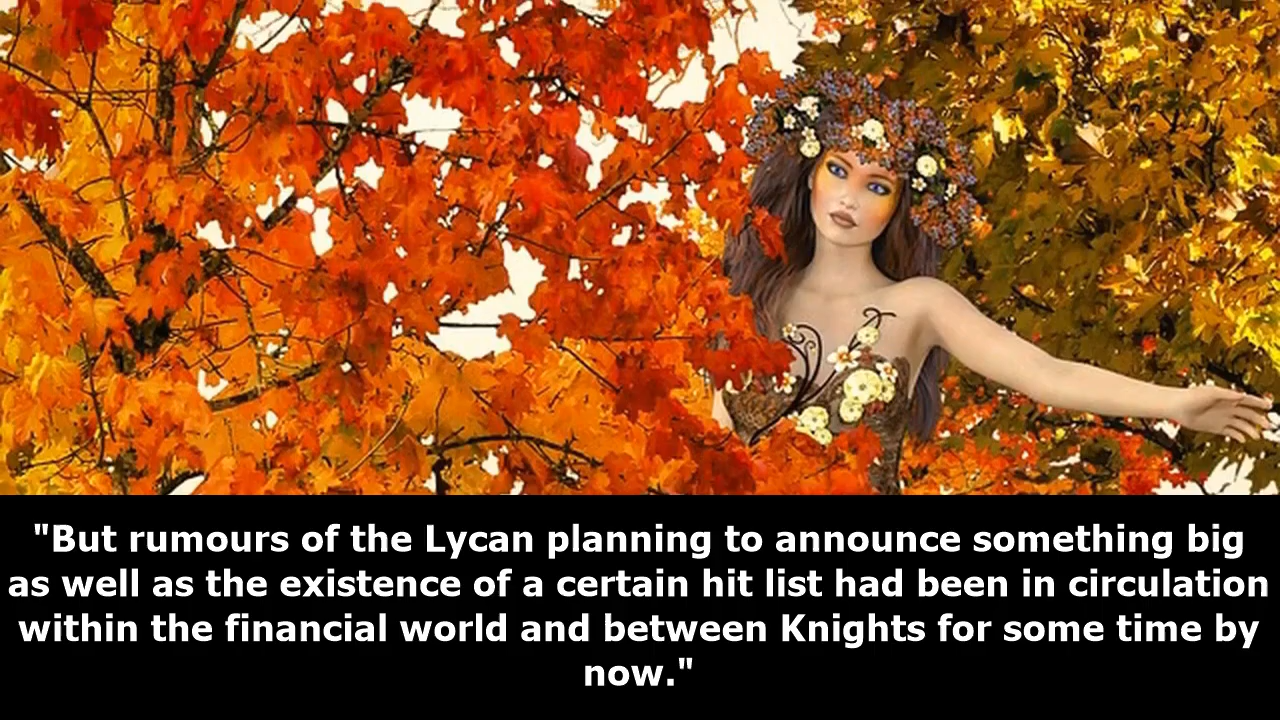 "But rumours of the Lycan planning to announce something big
as well as the existence of a certain hit list had been in circulation
within the financial world and between Knights for some time by
now."